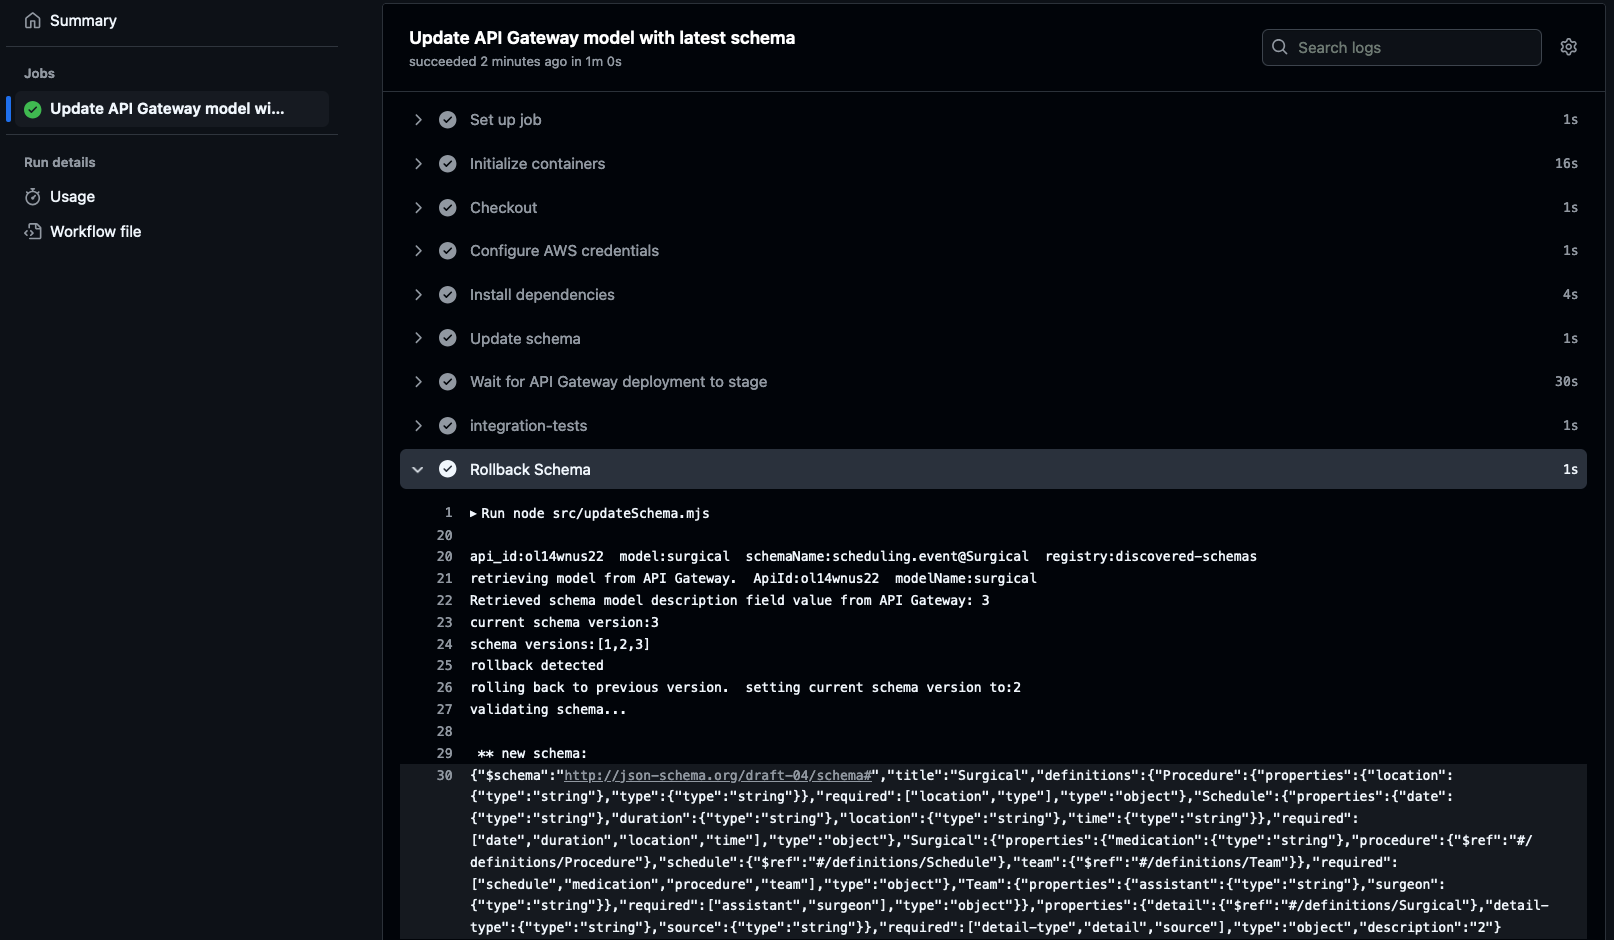 Summary
Jobs
Update API Gateway model wi...
Run details
Usage
Workflow file
Update API Gateway model with latest schema
succeeded 2 minutes ago in 1m 0s
Search logs
Set up job 1s
Initialize containers 16s
Checkout 1s
Configure AWS credentials 1s
Install dependencies 4s
Update schema 1s
Wait for API Gateway deployment to stage 30s
integration-tests 1s
Rollback Schema 1s
1 ▸ Run node src/updateSchema.mjs
20
20 api_id:ol14wnus22  model:surgical  schemaName:scheduling.event@Surgical  registry:discovered-schemas
21 retrieving model from API Gateway.  ApiId:ol14wnus22  modelName:surgical
22 Retrieved schema model description field value from API Gateway: 3
23 current schema version:3
24 schema versions:[1,2,3]
25 rollback detected
26 rolling back to previous version.  setting current schema version to:2
27 validating schema...
28
29  ** new schema:
30 {"$schema":"http://json-schema.org/draft-04/schema#","title":"Surgical","definitions":{"Procedure":{"properties":{"location":
{"type":"string"},"type":{"type":"string"}},"required":["location","type"],"type":"object"},"Schedule":{"properties":{"date":
{"type":"string"},"duration":{"type":"string"},"location":{"type":"string"},"time":{"type":"string"}},"required":
["date","duration","location","time"],"type":"object"},"Surgical":{"properties":{"medication":{"type":"string"},"procedure":{"$ref":"#/
definitions/Procedure"},"schedule":{"$ref":"#/definitions/Schedule"},"team":{"$ref":"#/definitions/Team"}},"required":
["schedule","medication","procedure","team"],"type":"object"},"Team":{"properties":{"assistant":{"type":"string"},"surgeon":
{"type":"string"}},"required":["assistant","surgeon"],"type":"object"}},"properties":{"detail":{"$ref":"#/definitions/Surgical"},"detail-
type":{"type":"string"},"source":{"type":"string"}},"required":["detail-type","detail","source"],"type":"object","description":"2"}